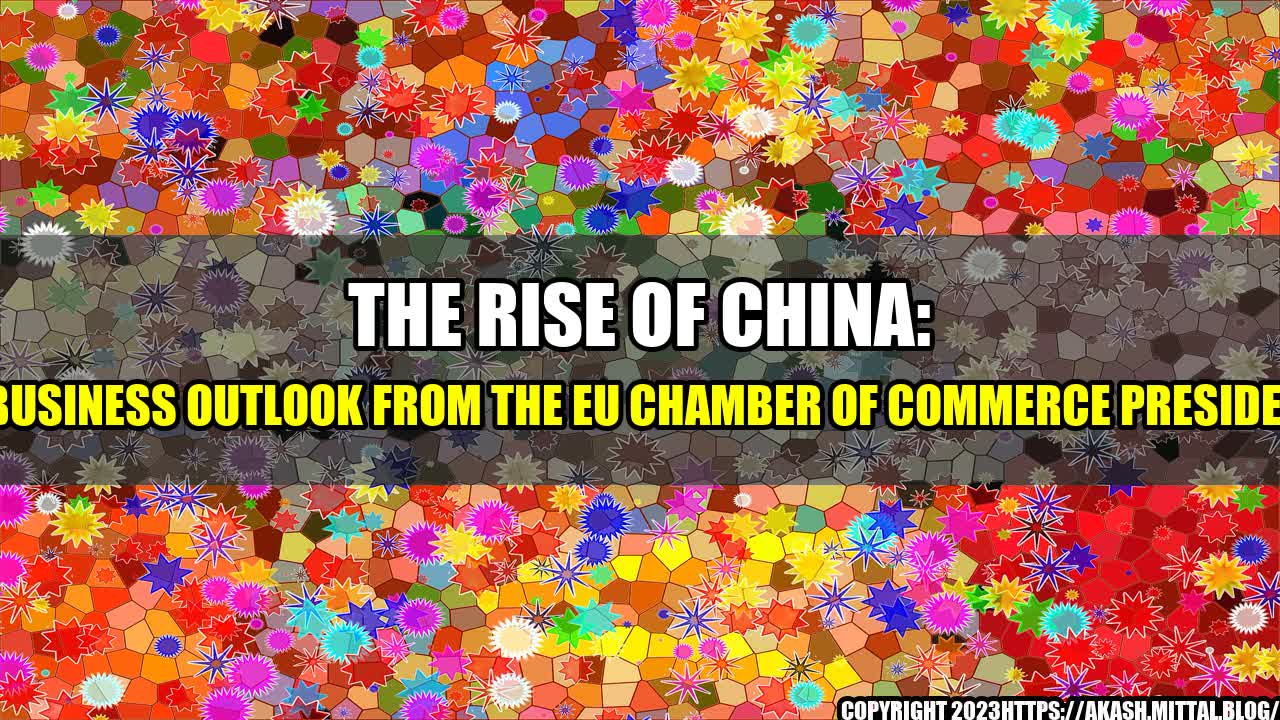 THE RISE OF CHINA:
BUSINESS OUTLOOK FROM THE EU CHAMBER OF COMMERCE PRESIDE
COPYRIGHT 2023HTTPS://AKASH.MITTAL.BLOG/